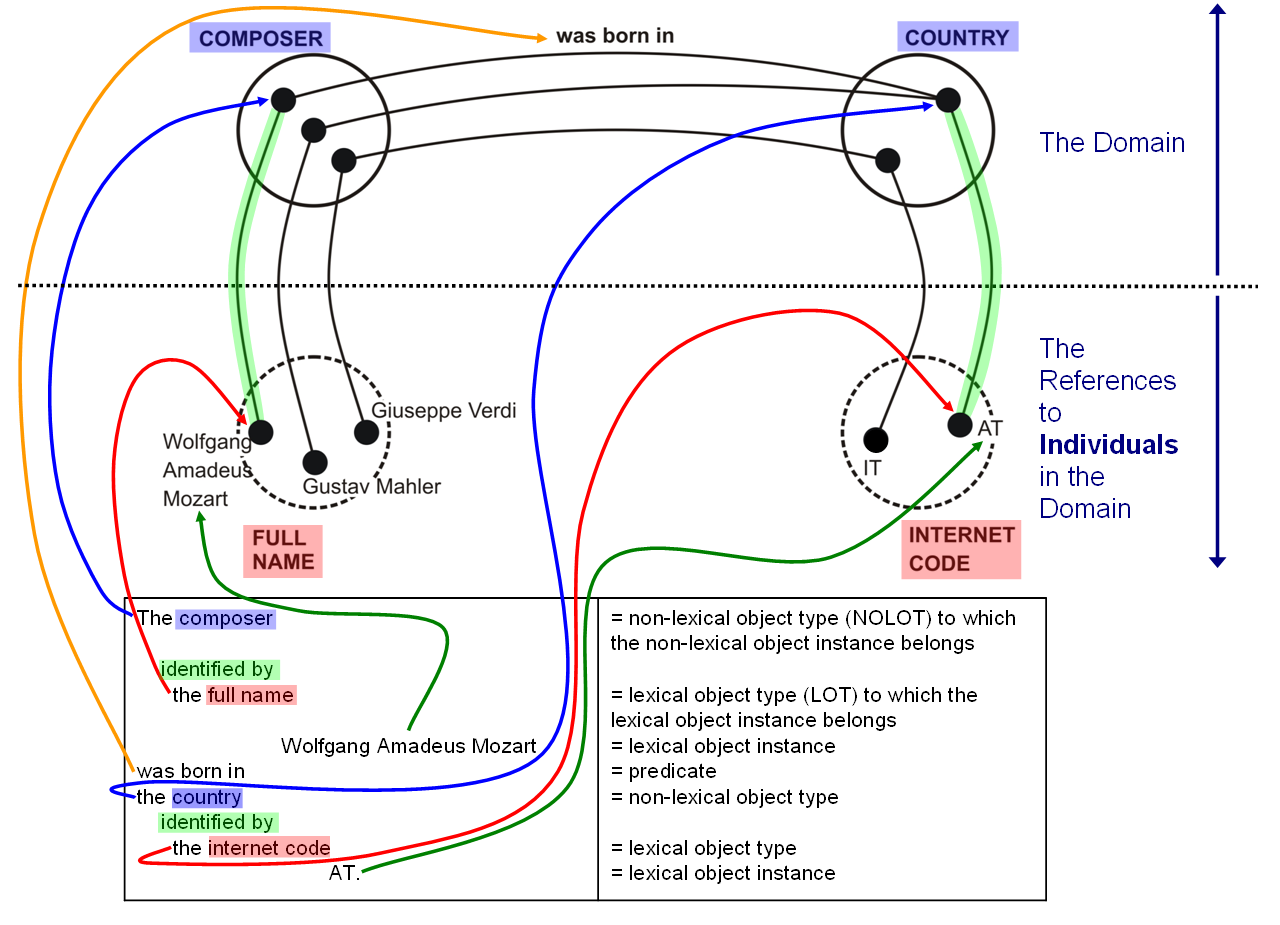 COMPOSER
was born in
COUNTRY
The Domain
The
References
to
Individuals
in the
Domain
Giuseppe Verdi
Wolfgang
Amadeus
Mozart
Gustav Mahler
AT
IT
FULL
NAME
INTERNET
CODE
The composer
= non-lexical object type (NOLOT) to which
the non-lexical object instance belongs
identified by
the full name
= lexical object type (LOT) to which the
lexical object instance belongs
Wolfgang Amadeus Mozart
= lexical object instance
was born in
= predicate
the country
= non-lexical object type
identified by
the internet code
= lexical object type
AT.
= lexical object instance